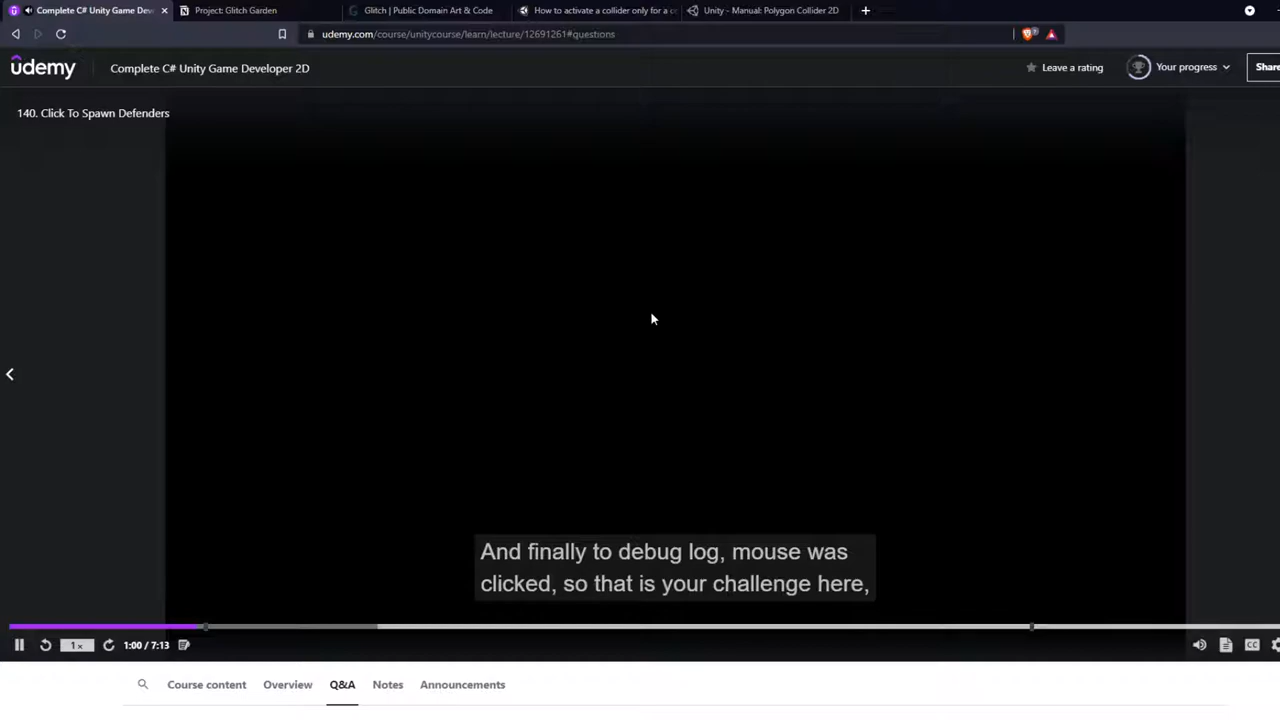 Complete C# Unity Game Dev
Project: Glitch Garden
Glitch | Public Domain Art & Code
How to activate a collider only for a ce
Unity - Manual: Polygon Collider 2D
udemy.com/course/unitycourse/learn/lecture/12691261#questions
udemy
Complete C# Unity Game Developer 2D
Leave a rating
Your progress
Share
140. Click To Spawn Defenders
And finally to debug log, mouse was
clicked, so that is your challenge here,
1x
1:00 / 7:13
CC
Course content
Overview
Q&A
Notes
Announcements